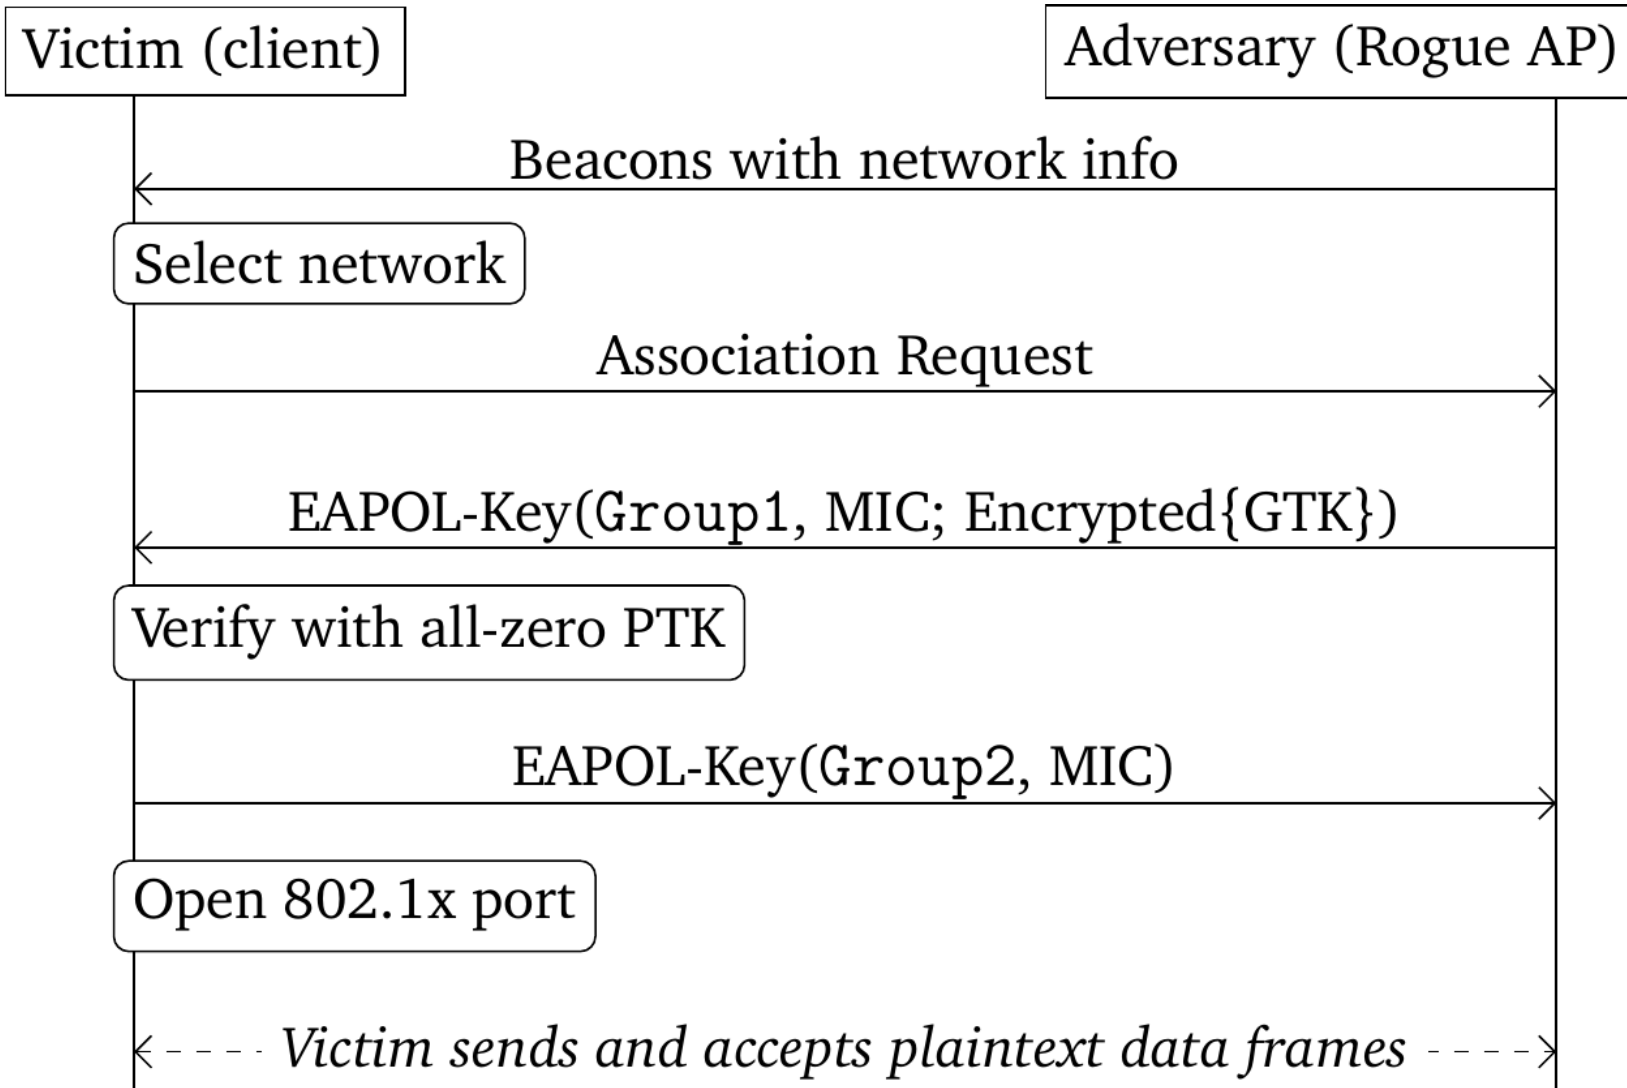 Victim (client)
Adversary (Rogue AP)
Beacons with network info
Select network
Association Request
EAPOL-Key(Group1, MIC; Encrypted{GTK})
Verify with all-zero PTK
EAPOL-Key(Group2, MIC)
Open 802.1x port
Victim sends and accepts plaintext data frames